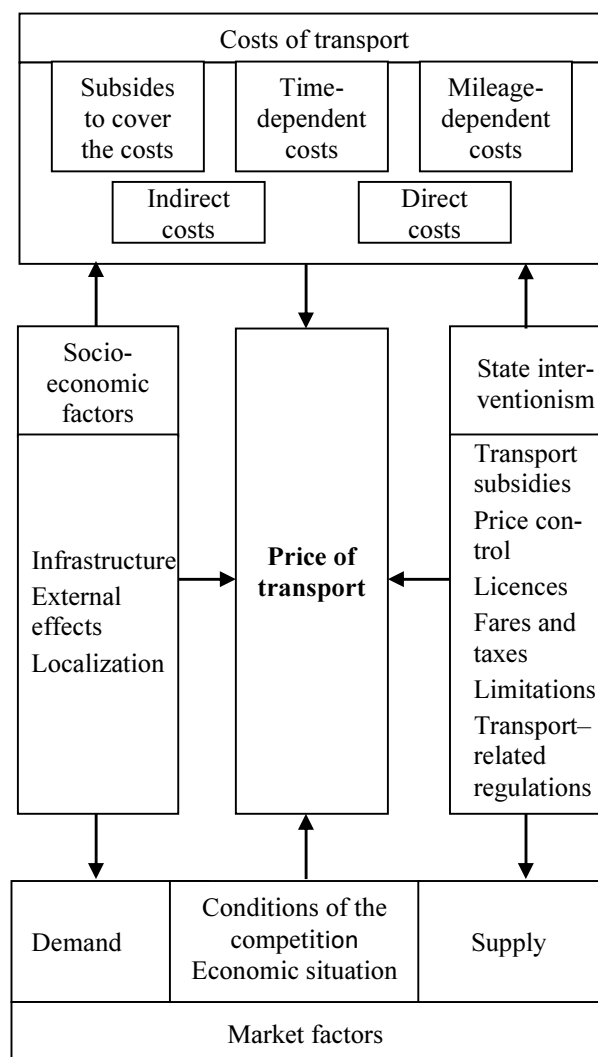 Costs of transport
Subsides
to cover
the costs
Time-
dependent
costs
Mileage-
dependent
costs
Indirect
costs
Direct
costs
Socio-
economic
factors
Infrastructure
External
effects
Localization
Price of
transport
State inter-
ventionism
Transport
subsidies
Price con-
trol
Licences
Fares and
taxes
Limitations
Transport–
related
regulations
Demand
Conditions of the
competition
Economic situation
Supply
Market factors